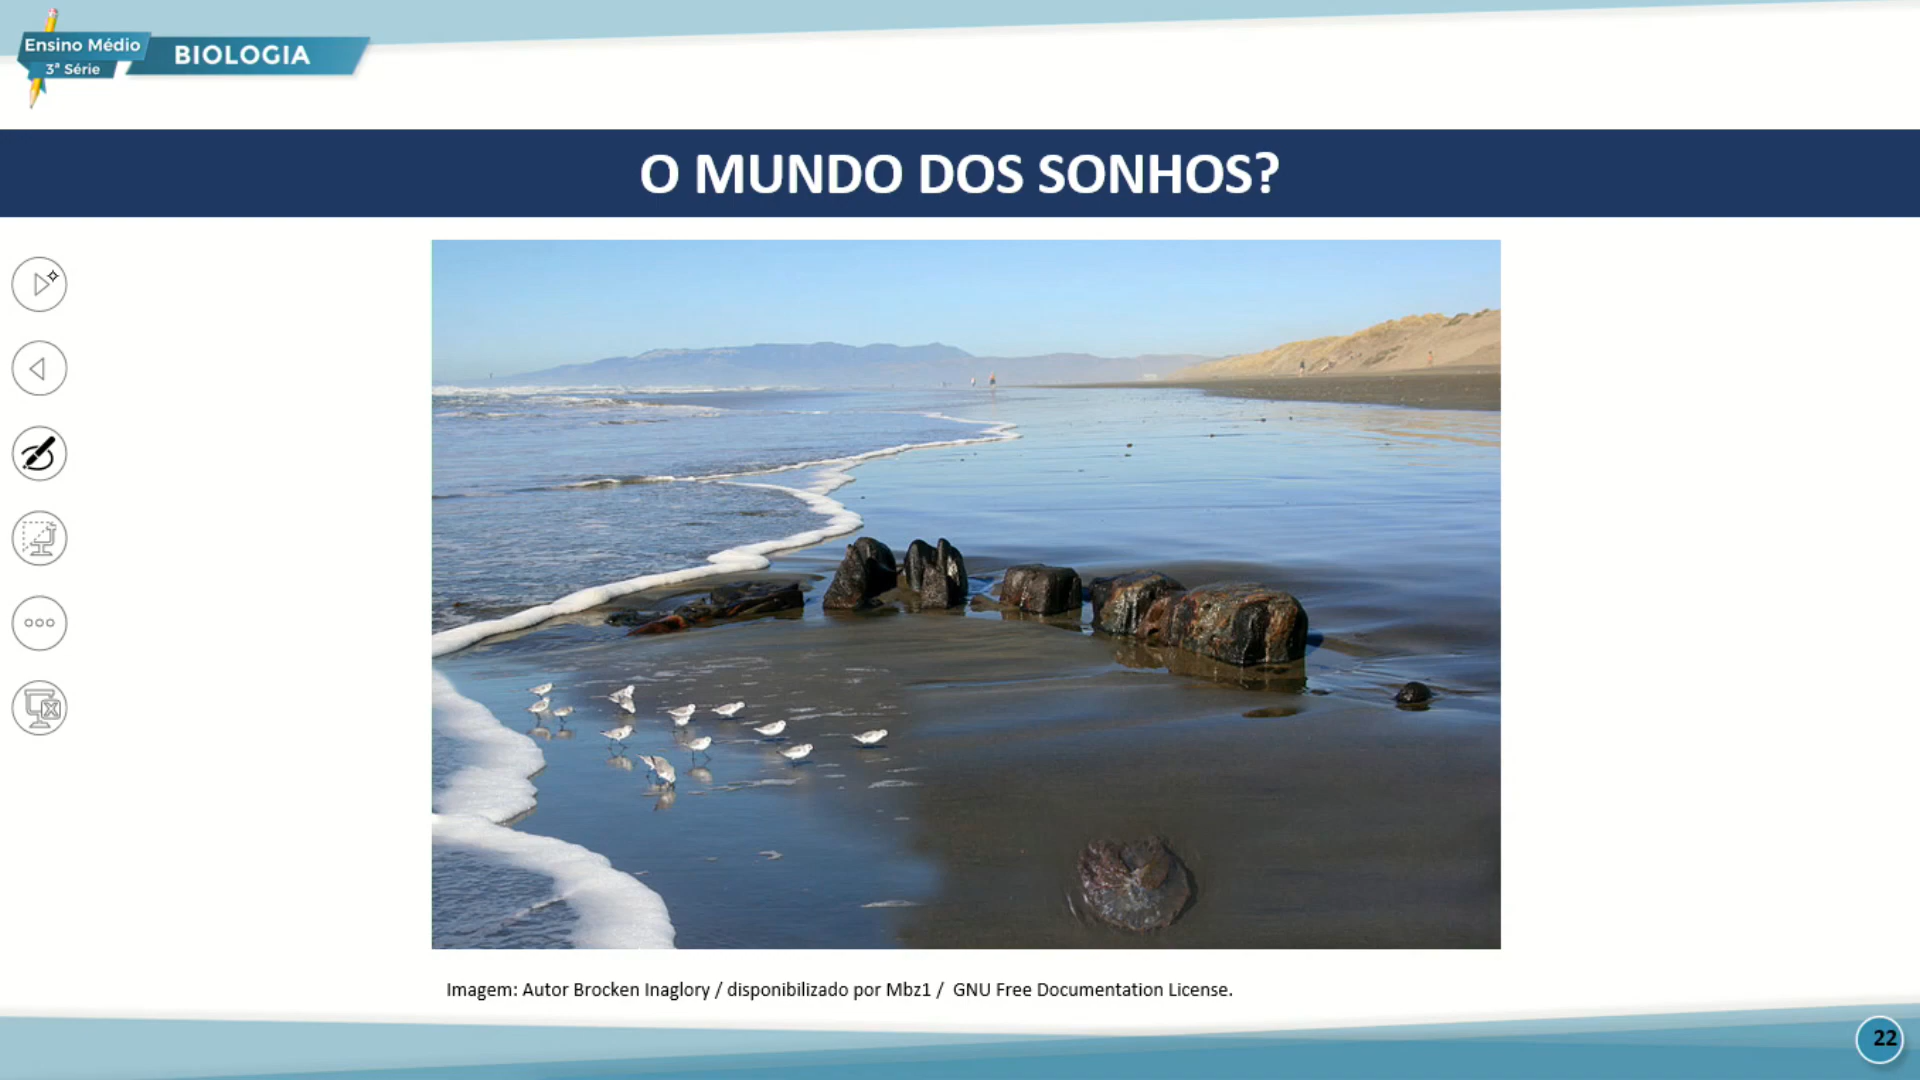 Ensino Médio
3ª Série
BIOLOGIA
O MUNDO DOS SONHOS?
Imagem: Autor Brocken Inaglory / disponibilizado por Mbz1 / GNU Free Documentation License.
22